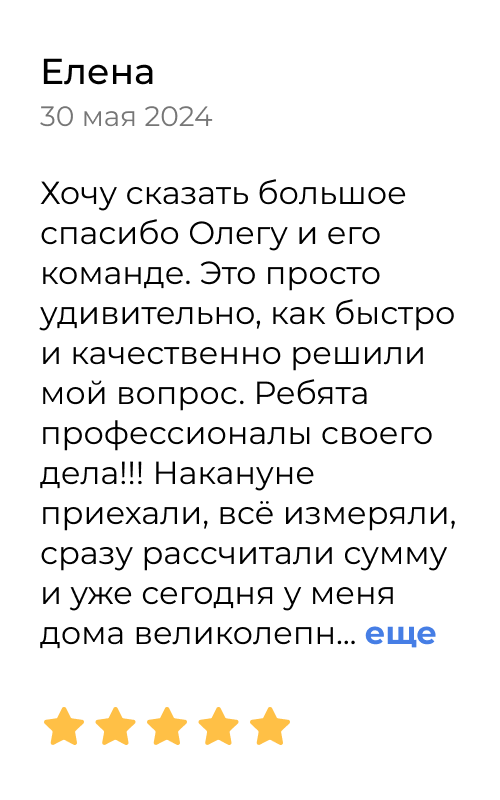 Елена
30 мая 2024
Хочу сказать большое
спасибо Олегу и его
команде. Это просто
удивительно, как быстро
и качественно решили
мой вопрос. Ребята
профессионалы своего
дела!!! Накануне
приехали, всё измеряли,
сразу рассчитали сумму
и уже сегодня у меня
дома великолепн... еще